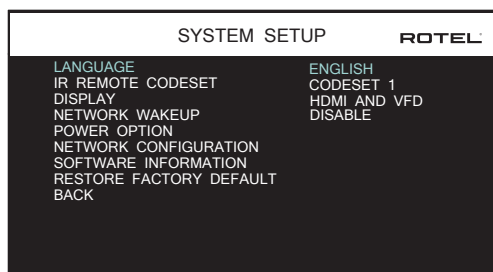 SYSTEM SETUP ROTEL
LANGUAGE ENGLISH
IR REMOTE CODESET CODESET 1
DISPLAY HDMI AND VFD
NETWORK WAKEUP DISABLE
POWER OPTION
NETWORK CONFIGURATION
SOFTWARE INFORMATION
RESTORE FACTORY DEFAULT
BACK